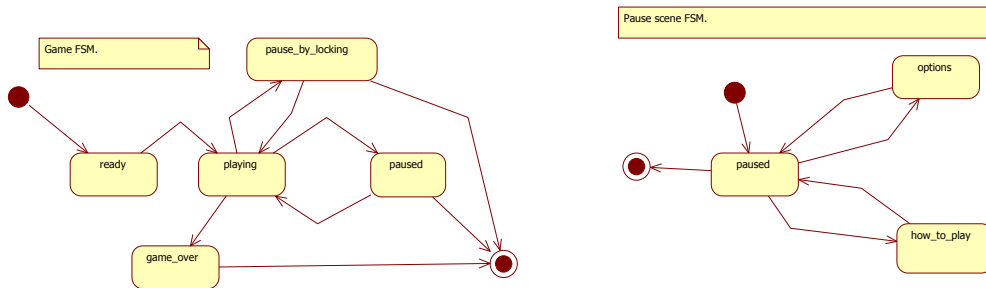 Game FSM.
pause_by_locking
ready
playing
paused
game_over
Pause scene FSM.
options
paused
how_to_play